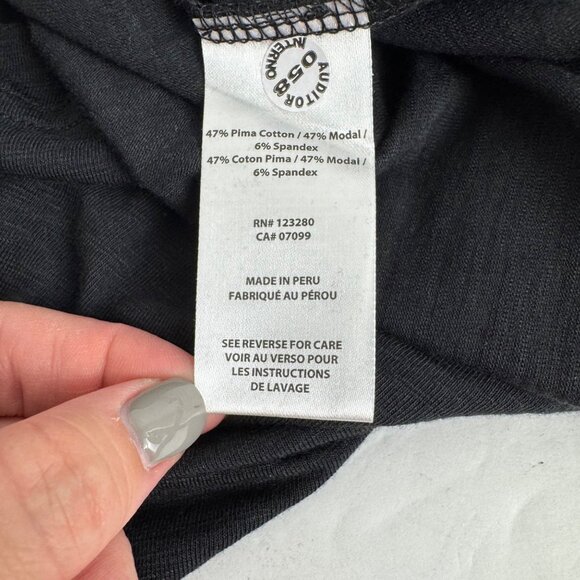 AUDITOR
INTERNO
058
47% Pima Cotton / 47% Modal /
6% Spandex
47% Coton Pima / 47% Modal /
6% Spandex
RN# 123280
CA# 07099
MADE IN PERU
FABRIQUÉ AU PÉROU
SEE REVERSE FOR CARE
VOIR AU VERSO POUR
LES INSTRUCTIONS
DE LAVAGE